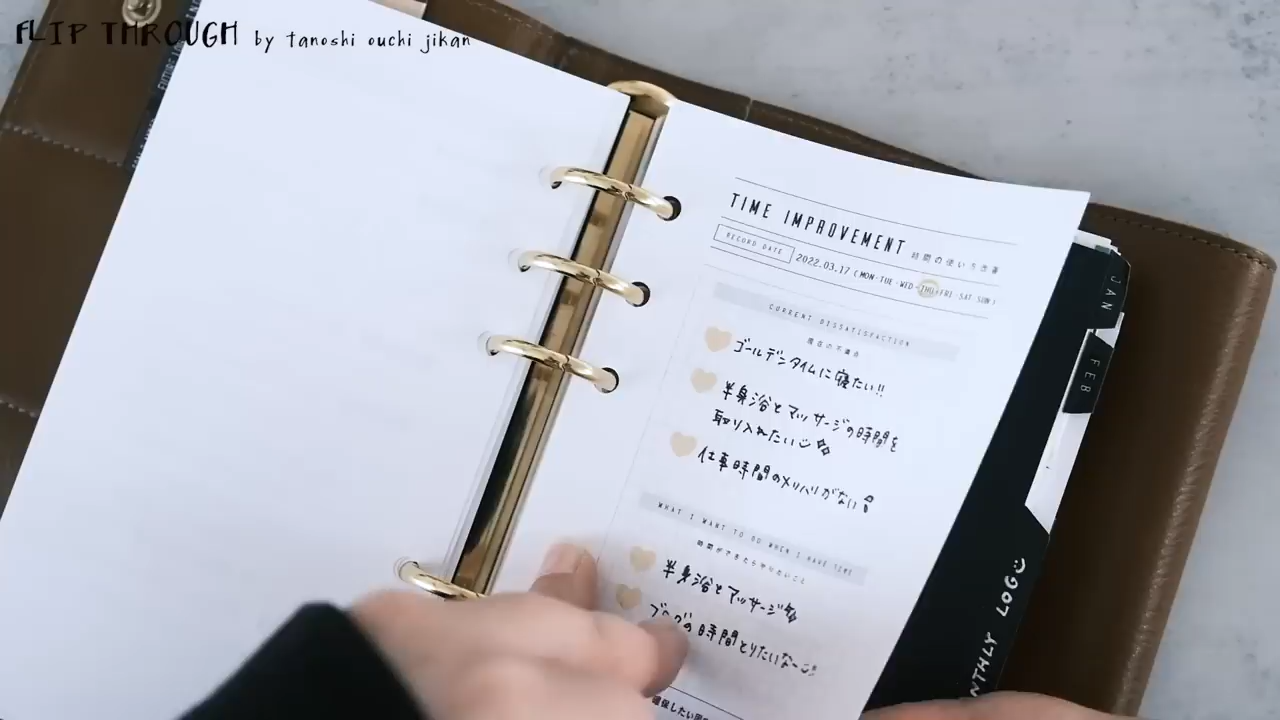 FLIP THROUGH by tanoshi ouchi jikan
TIME IMPROVEMENT 時間の使い方改善
RECORD DATE 2022.03.17 (MON・TUE・WED・THU・FRI・SAT・SUN)
CURRENT DISSATISFACTION
現在の不満点
ゴールデンタイムに寝たい!!
半身浴とマッサージの時間を
取り入れたい
仕事時間のメリハリがない
WHAT I WANT TO DO WHEN I HAVE TIME
時間ができたらやりたいこと
半身浴とマッサージ
の時間とりたいなー
確保したい
JAN
FEB
NTHLY LOG